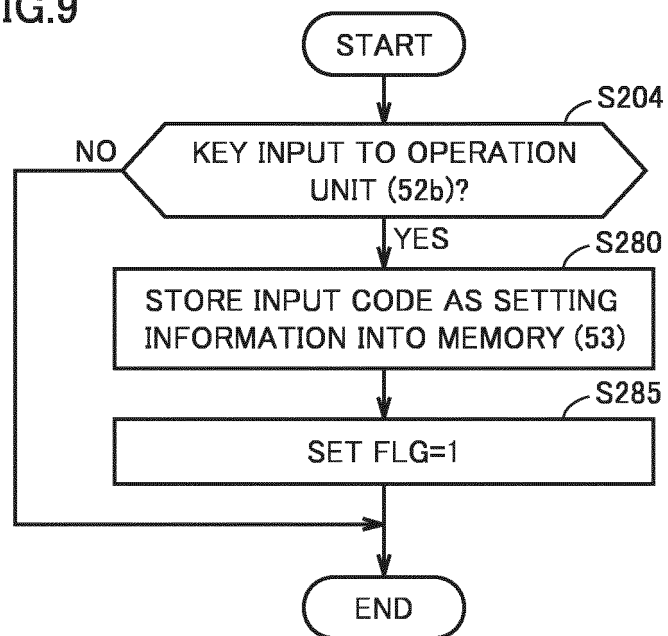 IG.9
START
S204
NO
KEY INPUT TO OPERATION
UNIT (52b)?
YES
S280
STORE INPUT CODE AS SETTING
INFORMATION INTO MEMORY (53)
S285
SET FLG=1
END